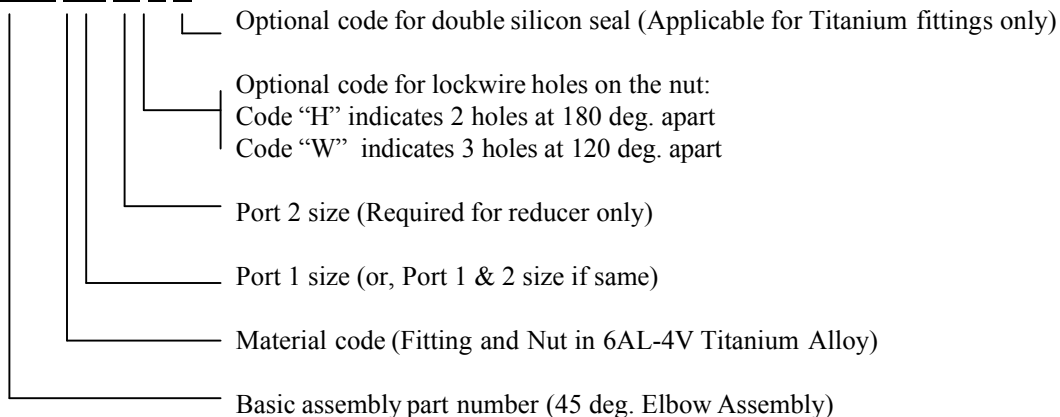 Optional code for double silicon seal (Applicable for Titanium fittings only)
Optional code for lockwire holes on the nut:
Code “H” indicates 2 holes at 180 deg. apart
Code “W” indicates 3 holes at 120 deg. apart
Port 2 size (Required for reducer only)
Port 1 size (or, Port 1 & 2 size if same)
Material code (Fitting and Nut in 6AL-4V Titanium Alloy)
Basic assembly part number (45 deg. Elbow Assembly)